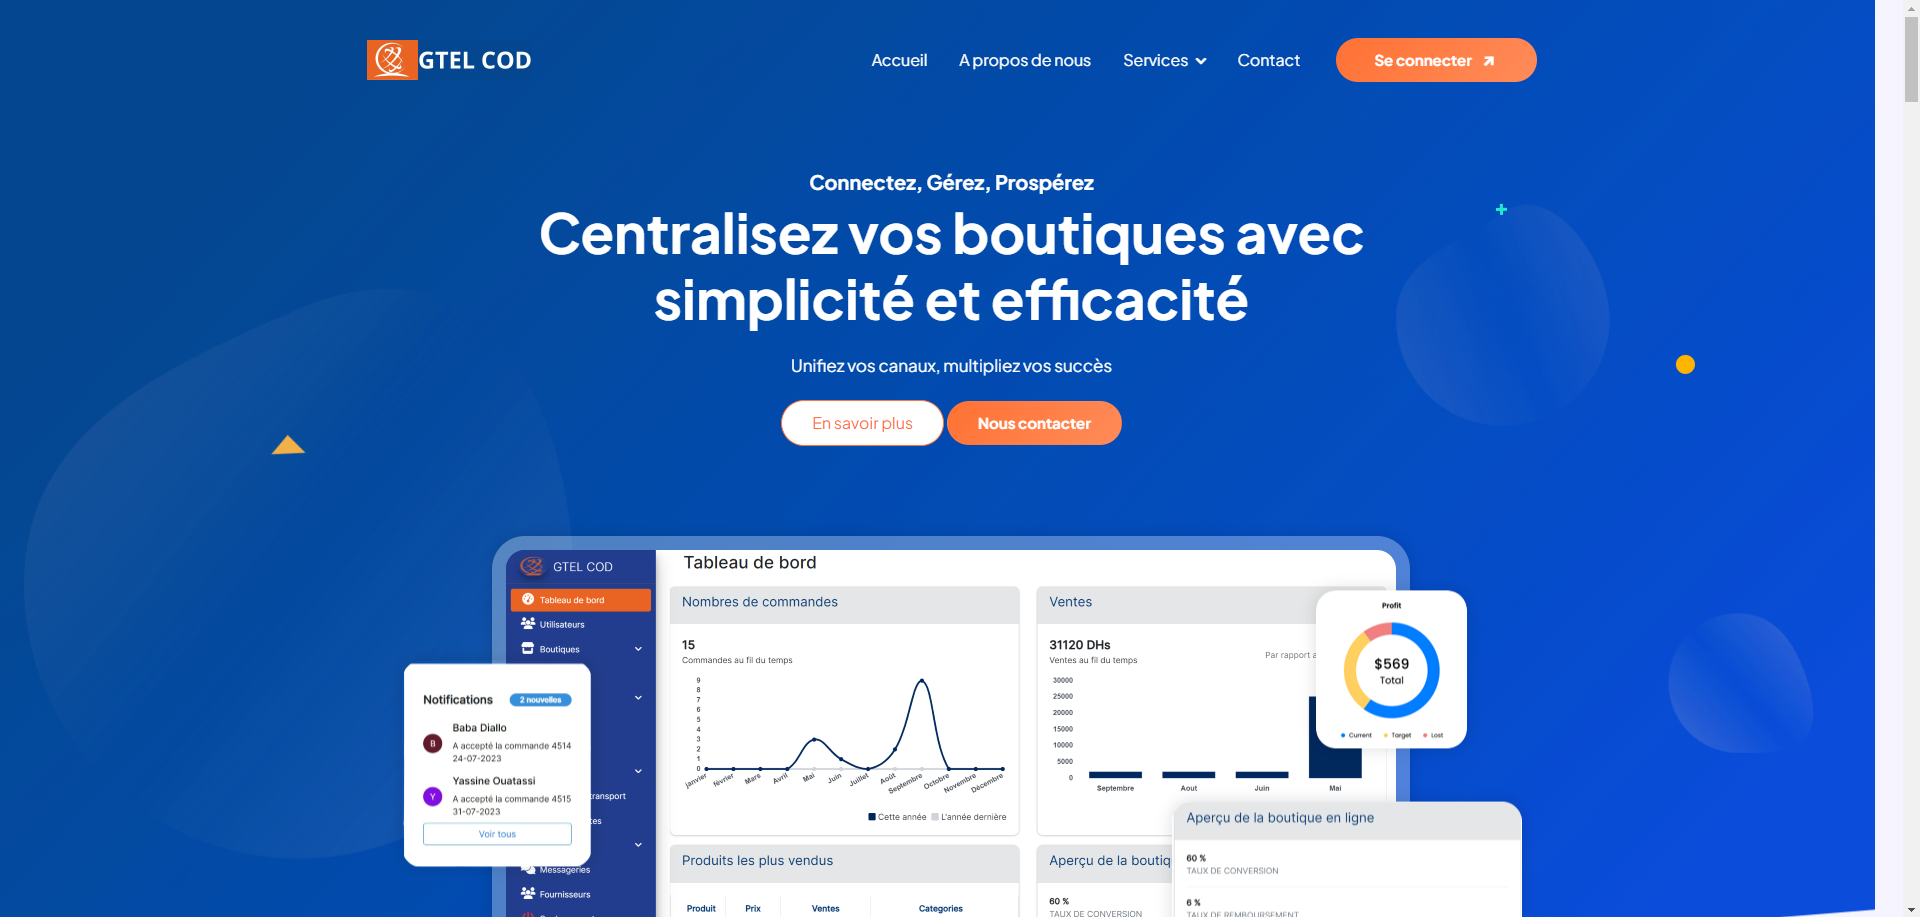 GTEL COD
Accueil
A propos de nous
Services
Contact
Se connecter
Connectez, Gérez, Prospérez
Centralisez vos boutiques avec
simplicité et efficacité
Unifiez vos canaux, multipliez vos succès
En savoir plus
Nous contacter
GTEL COD
Tableau de bord
Utilisateurs
Boutiques
transport
Messageries
Fournisseurs
Notifications
2 nouvelles
B
Baba Diallo
A accepté la commande 4514
24-07-2023
Y
Yassine Ouatassi
A accepté la commande 4515
31-07-2023
Voir tous
Tableau de bord
Nombres de commandes
15
Commandes au fil du temps
9
8
7
6
5
4
3
2
1
0
janvier
février
Mars
Avril
Mai
Juin
Juillet
Août
Septembre
Octobre
Novembre
Décembre
Cette année
L'année dernière
Ventes
31120 DHs
Ventes au fil du temps
Par rapport
30000
25000
20000
15000
10000
5000
0
Septembre
Aout
Juin
Mai
Profit
$569
Total
Current
Target
Lost
Produits les plus vendus
Produit
Prix
Ventes
Categories
Aperçu de la boutiq
60 %
TAUX DE CONVERSION
Aperçu de la boutique en ligne
60 %
TAUX DE CONVERSION
6 %
TAUX DE REMBOURSEMENT